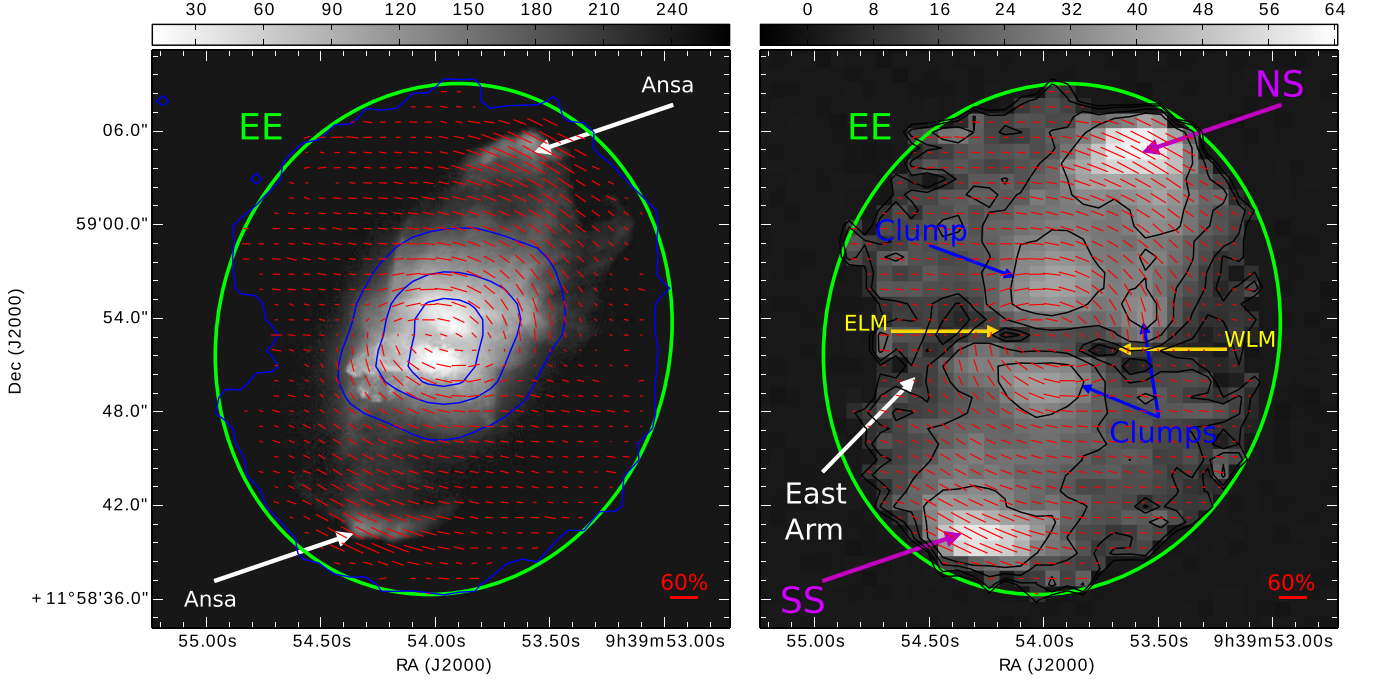 30 60 90 120 150 180 210 240
0 8 16 24 32 40 48 56 64
Ansa
NS
EE
EE
06.0"
59'00.0"
54.0"
48.0"
42.0"
+11°58'36.0"
Dec (J2000)
Clump
ELM
WLM
Clumps
East
Arm
60%
60%
Ansa
SS
55.00s 54.50s 54.00s 53.50s 9h39m53.00s
55.00s 54.50s 54.00s 53.50s 9h39m53.00s
RA (J2000)
RA (J2000)